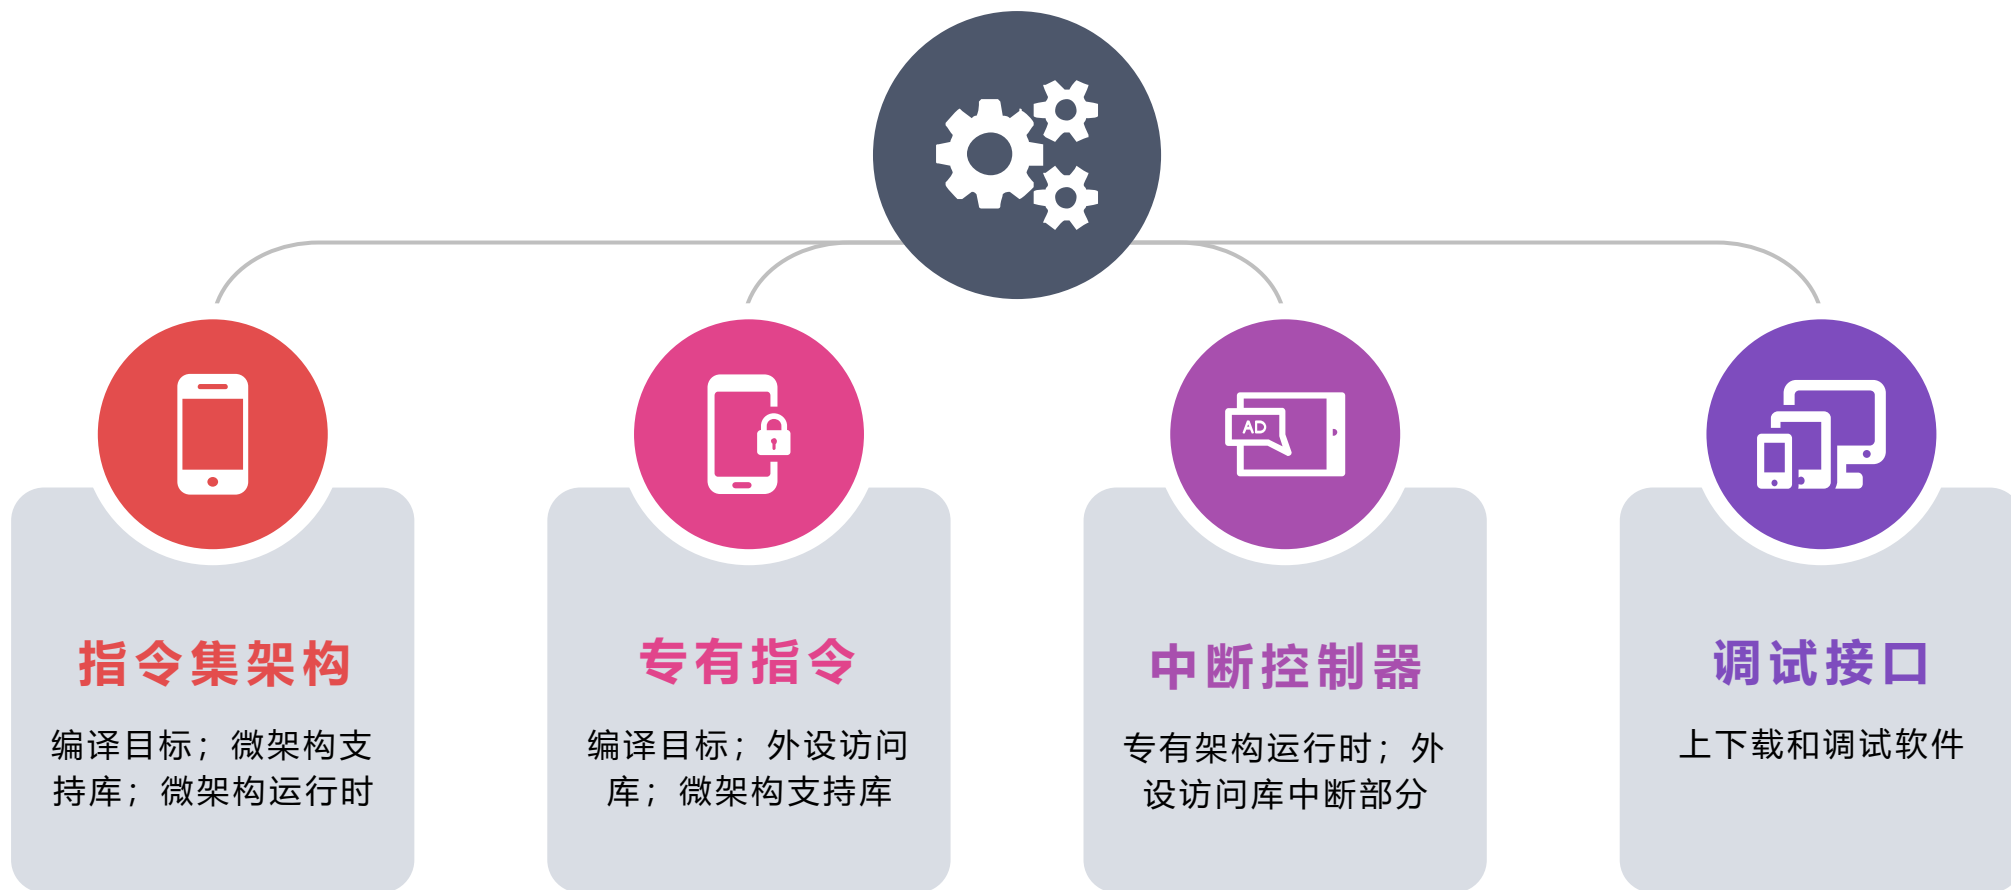 AD
指令集架构
编译目标；微架构支
持库；微架构运行时
专有指令
编译目标；外设访问
库；微架构支持库
中断控制器
专有架构运行时；外
设访问库中断部分
调试接口
上下载和调试软件